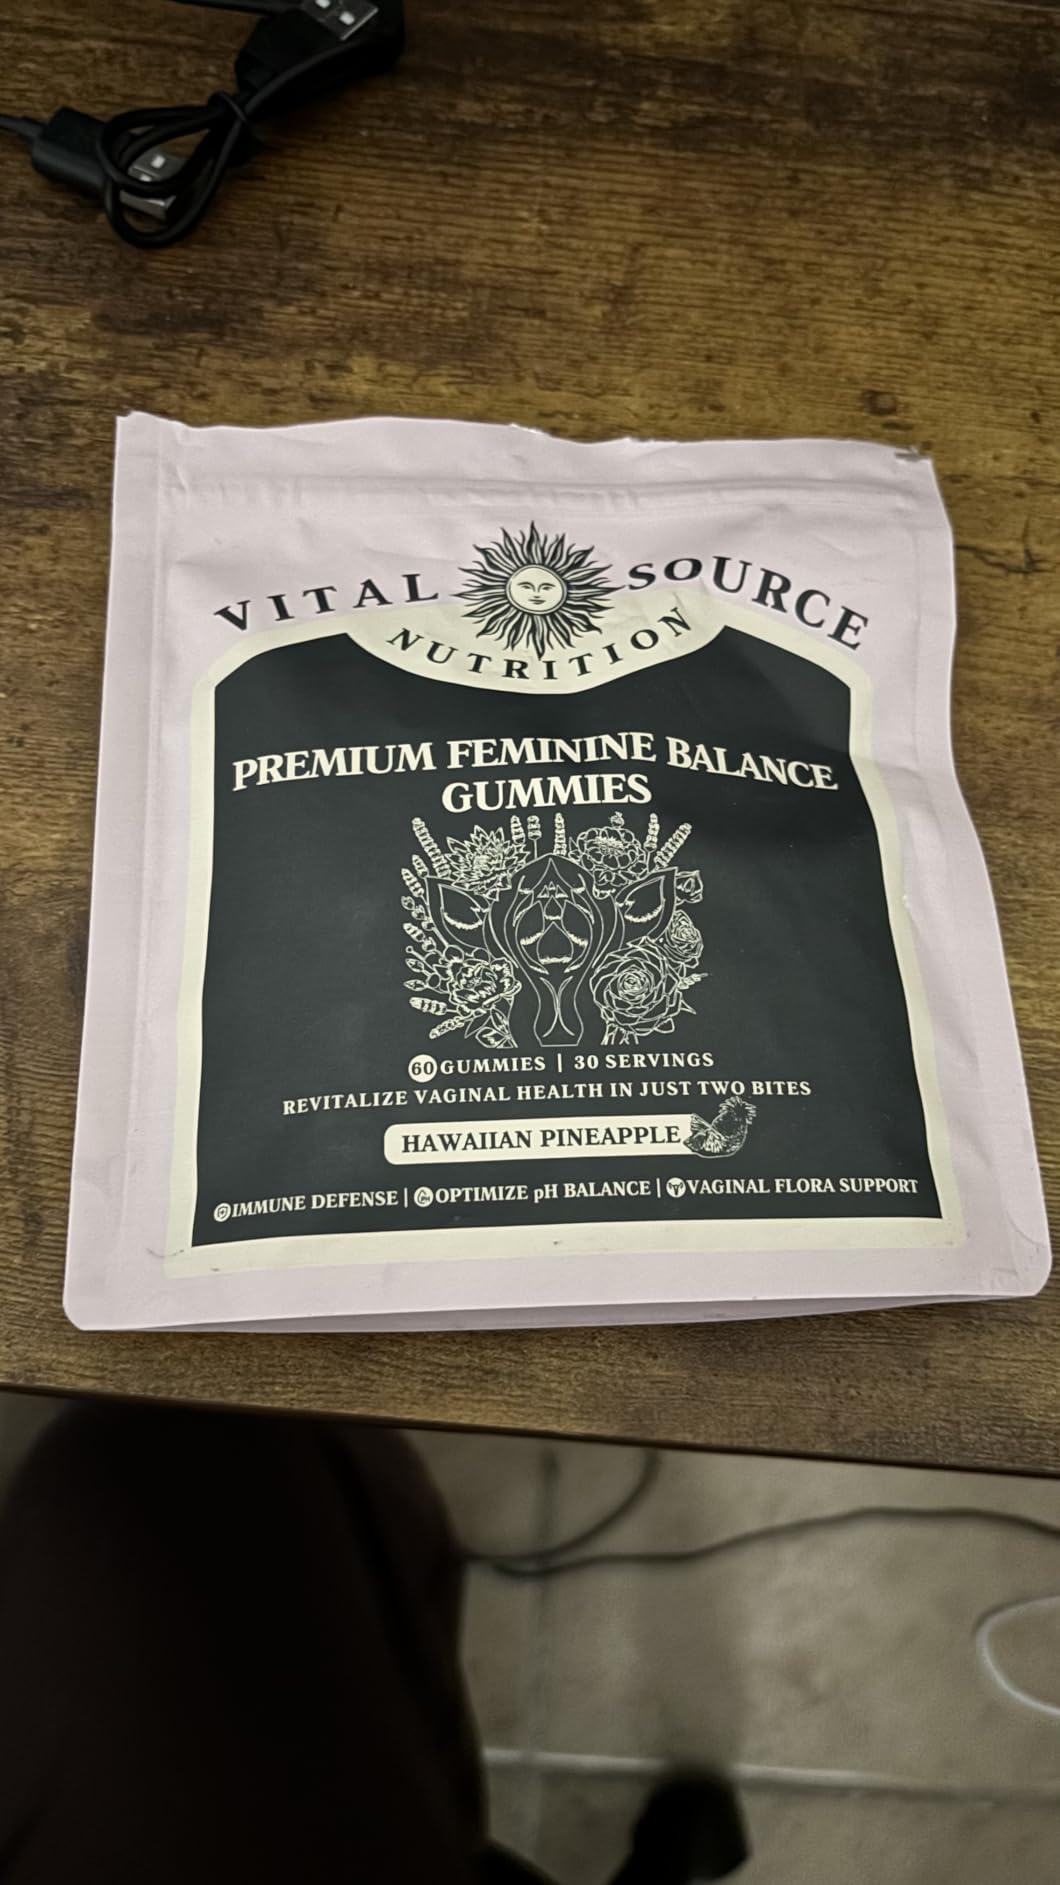 VITAL SOURCE
NUTRITION
PREMIUM FEMININE BALANCE
GUMMIES
60 GUMMIES | 30 SERVINGS
REVITALIZE VAGINAL HEALTH IN JUST TWO BITES
HAWAIIAN PINEAPPLE
IMMUNE DEFENSE | OPTIMIZE pH BALANCE | VAGINAL FLORA SUPPORT